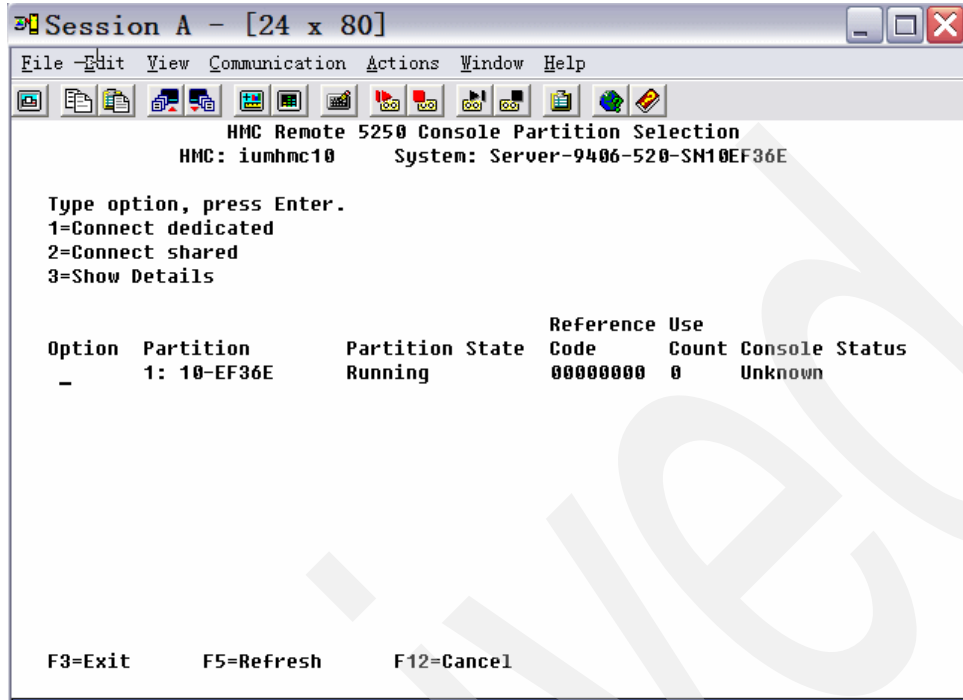 Session A - [24 x 80]
File Edit View Communication Actions Window Help
HMC Remote 5250 Console Partition Selection
HMC: iumhmc10 System: Server-9406-520-SN10EF36E
Type option, press Enter.
1=Connect dedicated
2=Connect shared
3=Show Details
Reference Use
Option Partition Partition State Code Count Console Status
_ 1: 10-EF36E Running 00000000 0 Unknown
F3=Exit F5=Refresh F12=Cancel